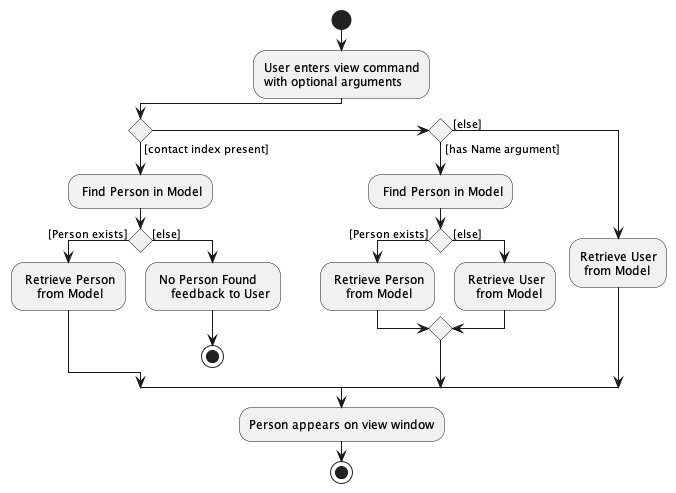 User enters view command
with optional arguments
[else]
[contact index present]
[has Name argument]
Find Person in Model
Find Person in Model
[Person exists]
[else]
[Person exists]
[else]
Retrieve Person
from Model
No Person Found
feedback to User
Retrieve Person
from Model
Retrieve User
from Model
Retrieve User
from Model
Person appears on view window